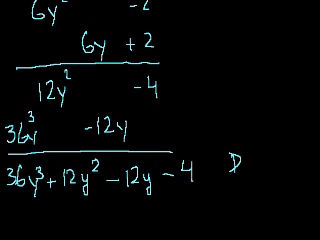 6y² -2
6y + 2
12y² -4
36y³ -12y
36y³ + 12y² - 12y - 4 D